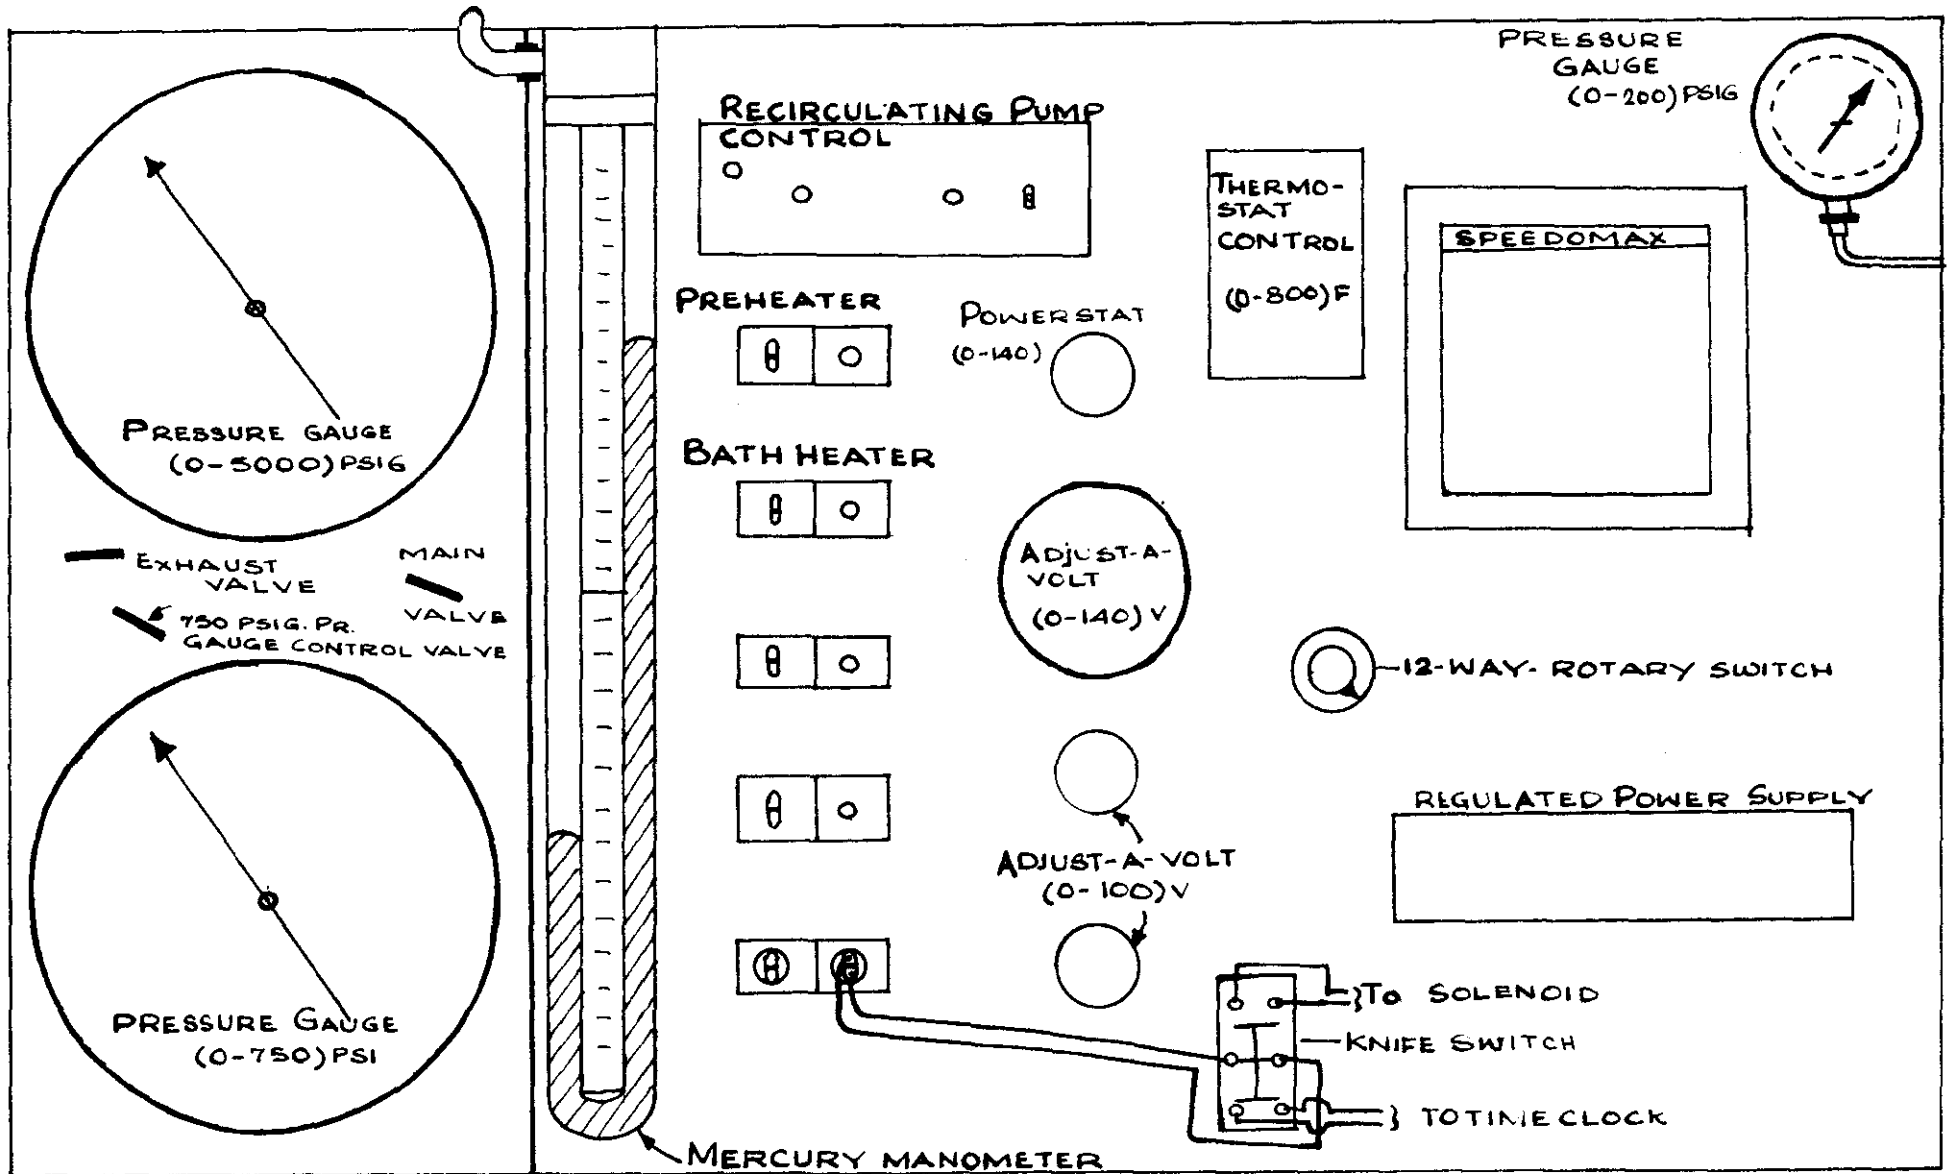 PRESSURE
GAUGE
(0-200) PSIG
RECIRCULATING PUMP
CONTROL
THERMO-
STAT
CONTROL
(0-800) F
SPEEDOMAX
PREHEATER
POWERSTAT
(0-140)
PRESSURE GAUGE
(0-5000) PSIG
BATH HEATER
EXHAUST
VALVE
MAIN
VALVE
750 PSIG. PR.
GAUGE CONTROL VALVE
ADJUST-A-
VOLT
(0-140) V
12-WAY- ROTARY SWITCH
REGULATED POWER SUPPLY
ADJUST-A-VOLT
(0-100) V
PRESSURE GAUGE
(0-750) PSI
}TO SOLENOID
KNIFE SWITCH
} TO TIME CLOCK
MERCURY MANOMETER